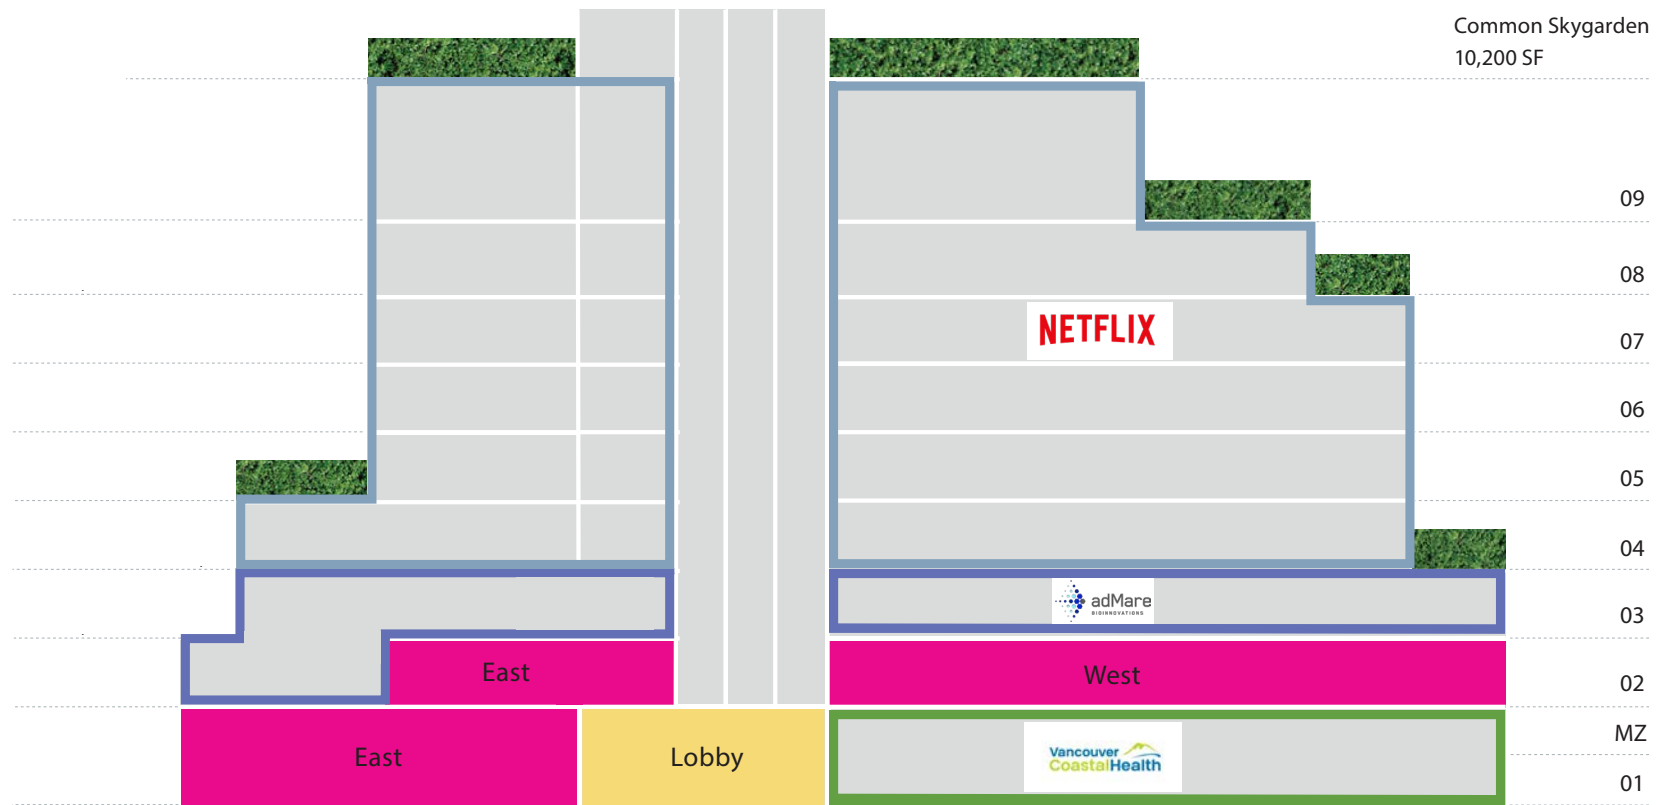 Common Skygarden
10,200 SF
09
08
NETFLIX
07
06
05
04
adMare
BIOINNOVATIONS
03
East
West
02
MZ
East
Lobby
Vancouver
CoastalHealth
01